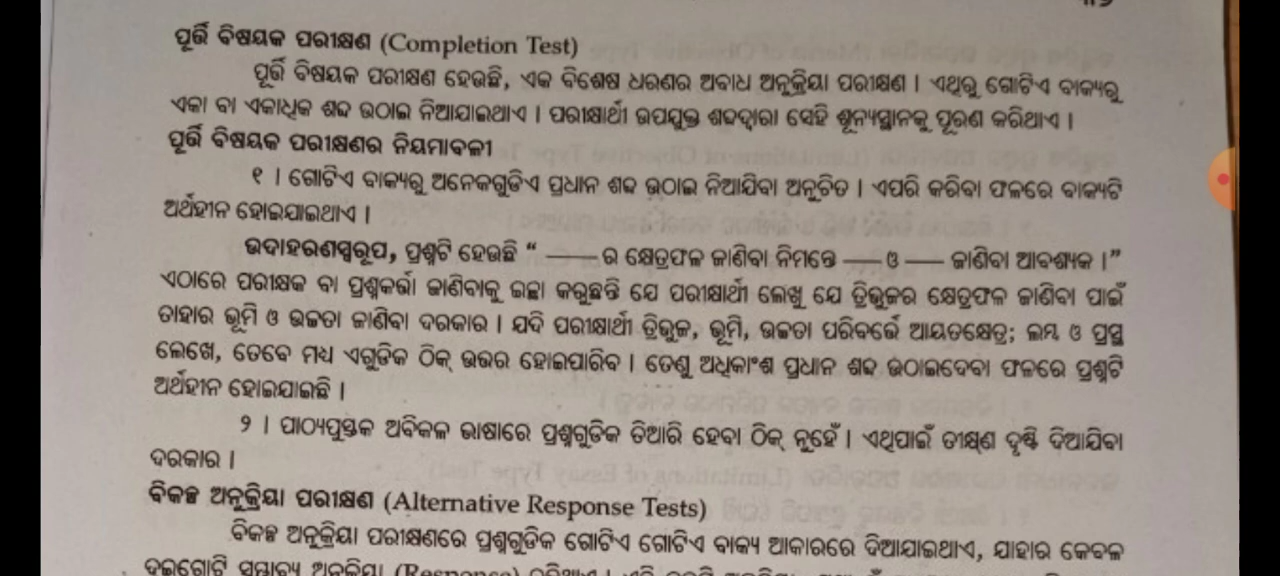 ପୂର୍ତ୍ତି ବିଷୟକ ପରୀକ୍ଷଣ (Completion Test)
ପୂର୍ତ୍ତି ବିଷୟକ ପରୀକ୍ଷଣ ହେଉଛି, ଏକ ବିଶେଷ ଧରଣର ଅବାଧ ଅନୁକ୍ରିୟା ପରୀକ୍ଷଣ । ଏଥିରୁ ଗୋଟିଏ ବାକ୍ୟରୁ
ଏକା ବା ଏକାଧିକ ଶବ୍ଦ ଉଠାଇ ନିଆଯାଇଥାଏ । ପରୀକ୍ଷାର୍ଥୀ ଉପଯୁକ୍ତ ଶବ୍ଦଦ୍ଵାରା ସେହି ଶୂନ୍ୟସ୍ଥାନକୁ ପୂରଣ କରିଥାଏ ।
ପୂର୍ତ୍ତି ବିଷୟକ ପରୀକ୍ଷଣର ନିୟମାବଳୀ
୧ । ଗୋଟିଏ ବାକ୍ୟରୁ ଅନେକଗୁଡିଏ ପ୍ରଧାନ ଶବ୍ଦ ଉଠାଇ ନିଆଯିବା ଅନୁଚିତ । ଏପରି କରିବା ଫଳରେ ବାକ୍ୟଟି
ଅର୍ଥହୀନ ହୋଇଯାଇଥାଏ ।
ଉଦାହରଣସ୍ୱରୂପ, ପ୍ରଶ୍ନଟି ହେଉଛି “ ——ର କ୍ଷେତ୍ରଫଳ ଜାଣିବା ନିମନ୍ତେ —— ଓ —— ଜାଣିବା ଆବଶ୍ୟକ ।”
ଏଠାରେ ପରୀକ୍ଷକ ବା ପ୍ରଶ୍ନକର୍ତ୍ତା ଜାଣିବାକୁ ଇଚ୍ଛା କରୁଛନ୍ତି ଯେ ପରୀକ୍ଷାର୍ଥୀ ଲେଖୁ ଯେ ତ୍ରିଭୁଜର କ୍ଷେତ୍ରଫଳ ଜାଣିବା ପାଇଁ
ତାହାର ଭୂମି ଓ ଉଚ୍ଚତା ଜାଣିବା ଦରକାର । ଯଦି ପରୀକ୍ଷାର୍ଥୀ ତ୍ରିଭୁଜ, ଭୂମି, ଉଚ୍ଚତା ପରିବର୍ତ୍ତେ ଆୟତକ୍ଷେତ୍ର; ଲମ୍ବ ଓ ପ୍ରସ୍ଥ
ଲେଖେ, ତେବେ ମଧ୍ୟ ଏଗୁଡିକ ଠିକ୍ ଉତ୍ତର ହୋଇପାରିବ । ତେଣୁ ଅଧିକାଂଶ ପ୍ରଧାନ ଶବ୍ଦ ଉଠାଇଦେବା ଫଳରେ ପ୍ରଶ୍ନଟି
ଅର୍ଥହୀନ ହୋଇଯାଇଛି ।
୨ । ପାଠ୍ୟପୁସ୍ତକ ଅବିକଳ ଭାଷାରେ ପ୍ରଶ୍ନଗୁଡିକ ତିଆରି ହେବା ଠିକ୍ ନୁହେଁ । ଏଥିପାଇଁ ତୀକ୍ଷ୍ଣ ଦୃଷ୍ଟି ଦିଆଯିବା
ଦରକାର ।
ବିକଳ୍ପ ଅନୁକ୍ରିୟା ପରୀକ୍ଷଣ (Alternative Response Tests)
ବିକଳ୍ପ ଅନୁକ୍ରିୟା ପରୀକ୍ଷଣରେ ପ୍ରଶ୍ନଗୁଡିକ ଗୋଟିଏ ଗୋଟିଏ ବାକ୍ୟ ଆକାରରେ ଦିଆଯାଇଥାଏ, ଯାହାର କେବଳ
ଦୁଇଗୋଟି ସମ୍ଭାବ୍ୟ ଅନୁକ୍ରିୟା (Response)